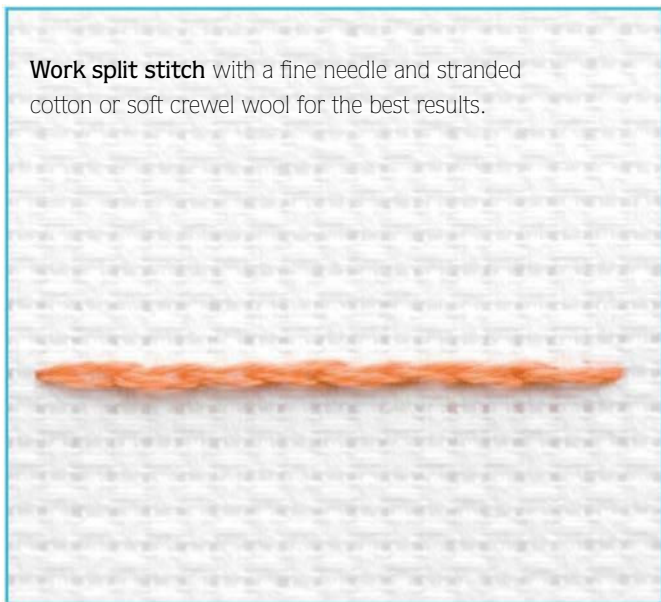 Work split stitch with a fine needle and stranded
cotton or soft crewel wool for the best results.